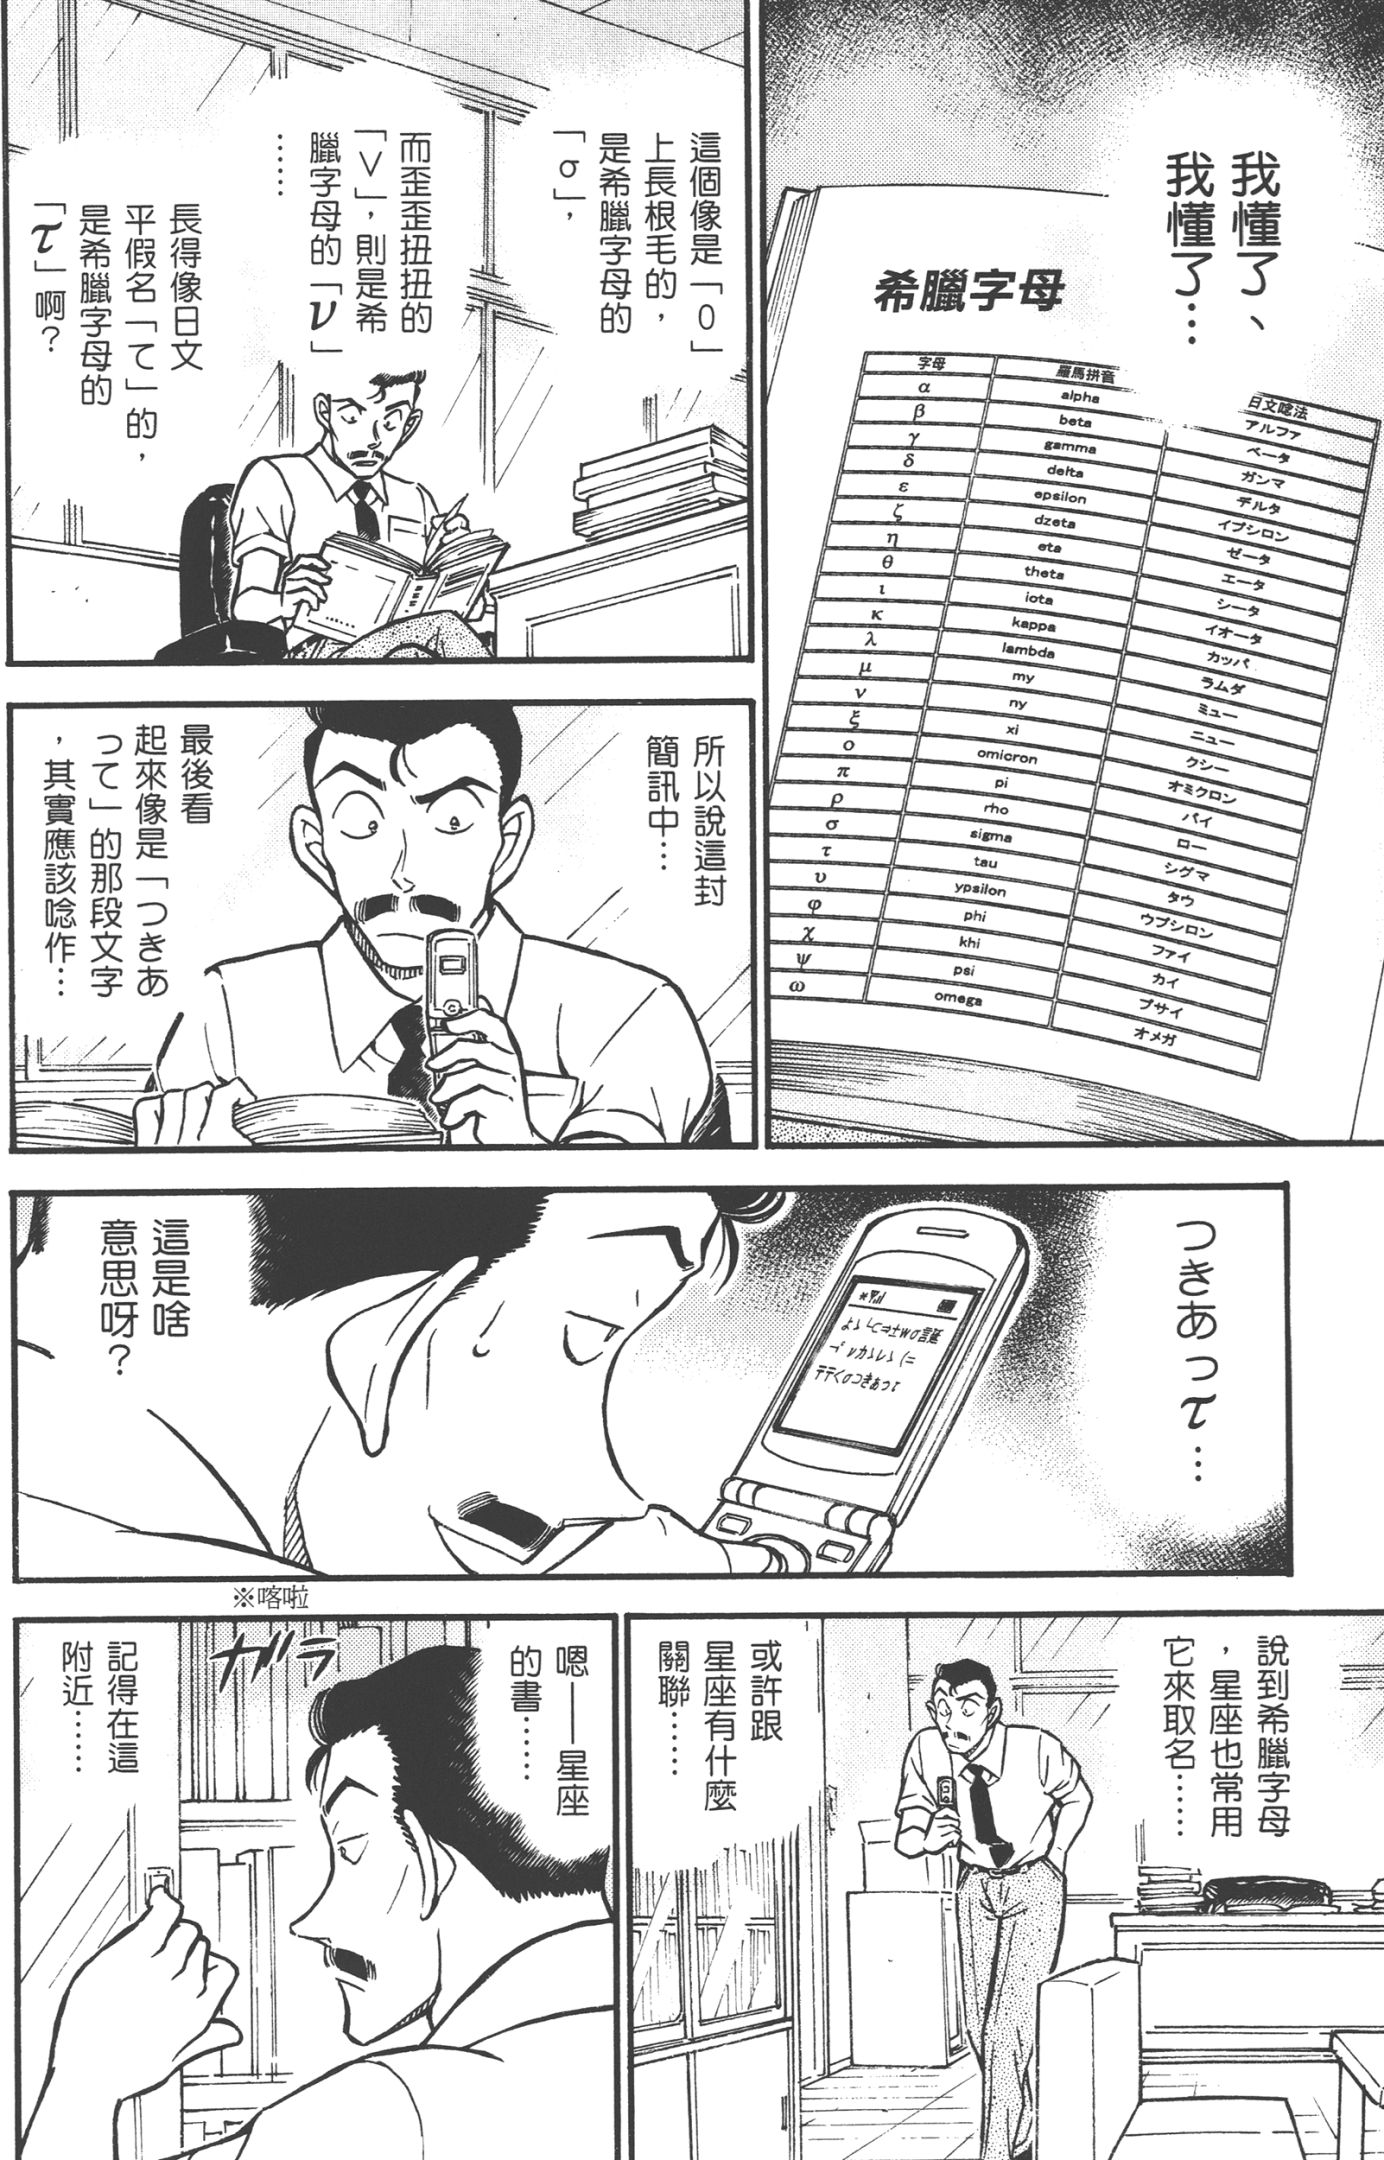 我懂了、
我懂了…
希臘字母
字母 羅馬拼音 日文唸法
α alpha アルファ
β beta ベータ
γ gamma ガンマ
δ delta デルタ
ε epsilon イプシロン
ζ dzeta ゼータ
η eta エータ
θ theta シータ
ι iota イオータ
κ kappa カッパ
λ lambda ラムダ
μ my ミュー
ν ny ニュー
ξ xi クシー
ο omicron オミクロン
π pi パイ
ρ rho ロー
σ sigma シグマ
τ tau タウ
υ ypsilon ウプシロン
φ phi ファイ
χ khi カイ
ψ psi プサイ
ω omega オメガ
這個像是「0」
上長根毛的，
是希臘字母的
「σ」，
而歪歪扭扭的
「V」，則是希
臘字母的「ν」
……
長得像日文
平假名「て」的，
是希臘字母的
「τ」啊？
所以說這封
簡訊中…
最後看
起來像是「つきあ
って」的那段文字
，其實應該唸作…
つきあっτ…
よゝ└⊂⇒±wσ言延
ﾃﾃくσつきぁっτ
這是啥
意思呀？
說到希臘字母
，星座也常用
它來取名……
或許跟
星座有什麼
關聯……
※喀啦
ガラ
嗯——星座
的書……
記得在這
附近……